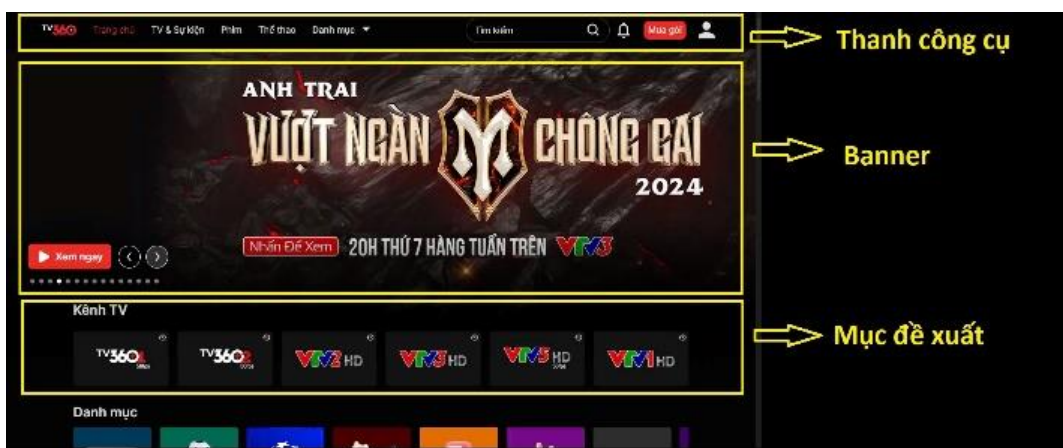 TV360 Trang chủ TV & Sự kiện Phim Thể thao Danh mục Tìm kiếm Mua gói
Thanh công cụ
ANH TRAI
VƯỢT NGÀN CHÔNG GAI
2024
Banner
Nhấn Để Xem 20H THỨ 7 HÀNG TUẦN TRÊN VTV3
Xem ngay
Kênh TV
Mục đề xuất
TV360 TV360 VTV2 HD VTV3 HD VTV5 HD VTV1 HD
Danh mục